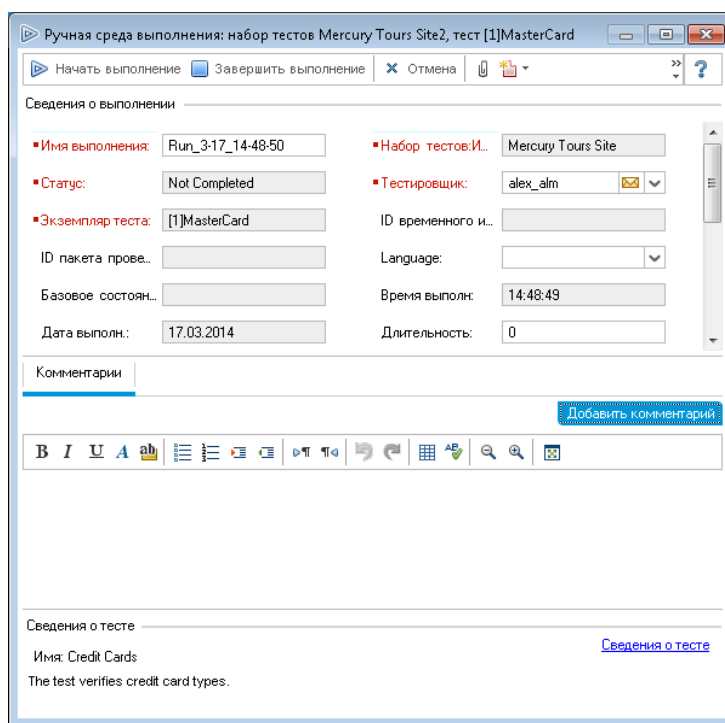 Ручная среда выполнения: набор тестов Mercury Tours Site2, тест [1]MasterCard
Начать выполнение Завершить выполнение Отмена
Сведения о выполнении
Имя выполнения: Run_3-17_14-48-50 Набор тестов:И...  Mercury Tours Site
Статус: Not Completed Тестировщик: alex_alm
Экземпляр теста: [1]MasterCard ID временного и...
ID пакета прове... Language:
Базовое состоян... Время выполн: 14:48:49
Дата выполн.: 17.03.2014 Длительность: 0
Комментарии
Добавить комментарий
B I U A ab
Сведения о тесте
Сведения о тесте
Имя: Credit Cards
The test verifies credit card types.